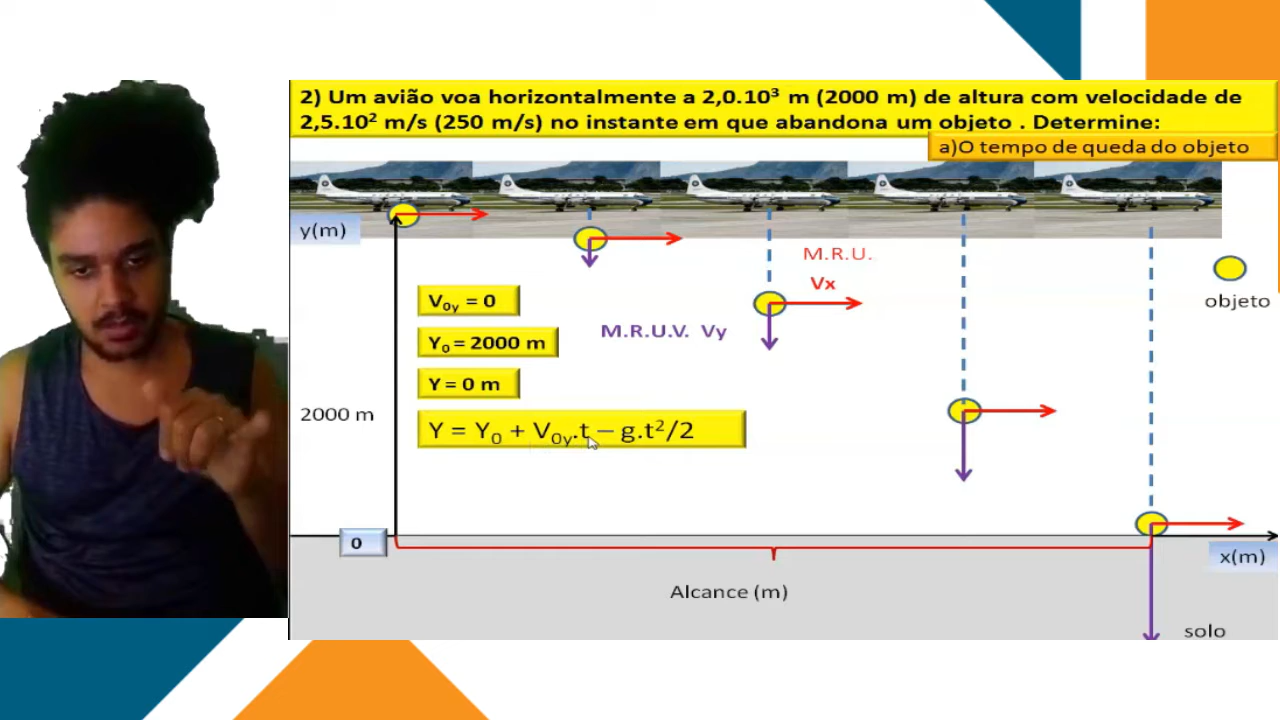 2) Um avião voa horizontalmente a 2,0.10³ m (2000 m) de altura com velocidade de
2,5.10² m/s (250 m/s) no instante em que abandona um objeto . Determine:
a)O tempo de queda do objeto
y(m)
M.R.U.
Vx
objeto
V₀y = 0
M.R.U.V. Vy
Y₀ = 2000 m
Y = 0 m
2000 m
Y = Y₀ + V₀y.t – g.t²/2
0
x(m)
Alcance (m)
solo